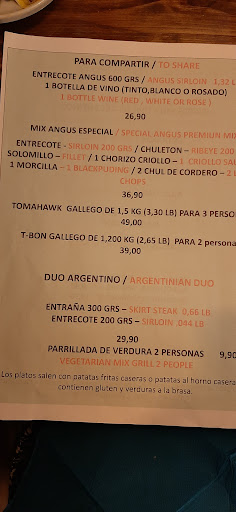 PARA COMPARTIR / TO SHARE
ENTRECOTE ANGUS 600 GRS / ANGUS SIRLOIN 1,32 L
1 BOTELLA DE VINO (TINTO,BLANCO O ROSADO)
1 BOTTLE WINE (RED , WHITE OR ROSE )
26,90
MIX ANGUS ESPECIAL / SPECIAL ANGUS PREMIUN MI
ENTRECOTE - SIRLOIN 200 GRS / CHULETON – RIBEYE 200
SOLOMILLO – FILLET / 1 CHORIZO CRIOLLO – 1 CRIOLLO SAU
1 MORCILLA – 1 BLACKPUDING / 2 CHUL DE CORDERO – 2
CHOPS
36,90
TOMAHAWK GALLEGO DE 1,5 KG (3,30 LB) PARA 3 PERSO
49,00
T-BON GALLEGO DE 1,200 KG (2,65 LB) PARA 2 persona
39,00
DUO ARGENTINO / ARGENTINIAN DUO
ENTRAÑA 300 GRS – SKIRT STEAK 0,66 LB
ENTRECOTE 200 GRS – SIRLOIN ,044 LB
29,90
PARRILLADA DE VERDURA 2 PERSONAS 9,90
VEGETARIAN MIX GRILL 2 PEOPLE
Los platos salen con patatas fritas caseras o patatas al horno casera
contienen gluten y verduras a la brasa.